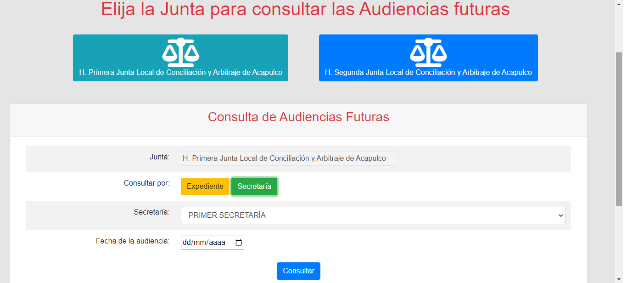 Elija la Junta para consultar las Audiencias futuras
H. Primera Junta Local de Conciliación y Arbitraje de Acapulco
H. Segunda Junta Local de Conciliación y Arbitraje de Acapulco
Consulta de Audiencias Futuras
Junta: H. Primera Junta Local de Conciliación y Arbitraje de Acapulco
Consultar por: Expediente Secretaría
Secretaría: PRIMER SECRETARÍA
Fecha de la audiencia: dd/mm/aaaa
Consultar